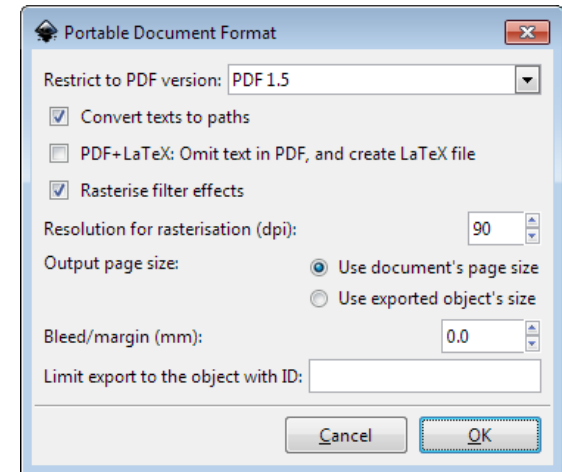 Portable Document Format
Restrict to PDF version: PDF 1.5
Convert texts to paths
PDF+LaTeX: Omit text in PDF, and create LaTeX file
Rasterise filter effects
Resolution for rasterisation (dpi): 90
Output page size: Use document's page size
Use exported object's size
Bleed/margin (mm): 0.0
Limit export to the object with ID:
Cancel OK